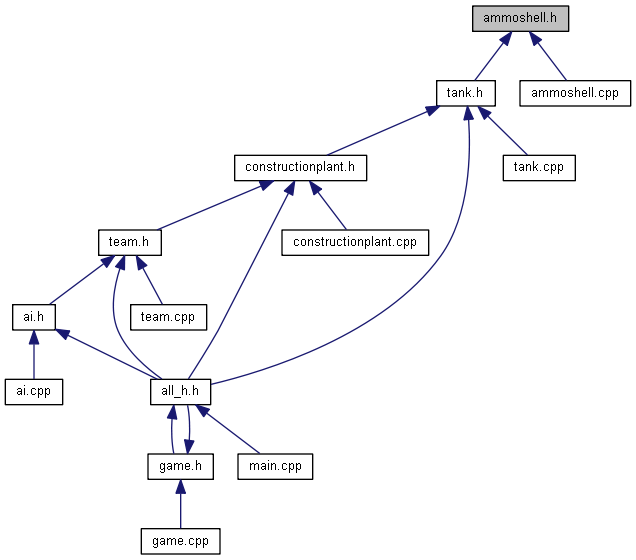 ammoshell.h
tank.h
ammoshell.cpp
constructionplant.h
tank.cpp
team.h
constructionplant.cpp
ai.h
team.cpp
ai.cpp
all_h.h
game.h
main.cpp
game.cpp